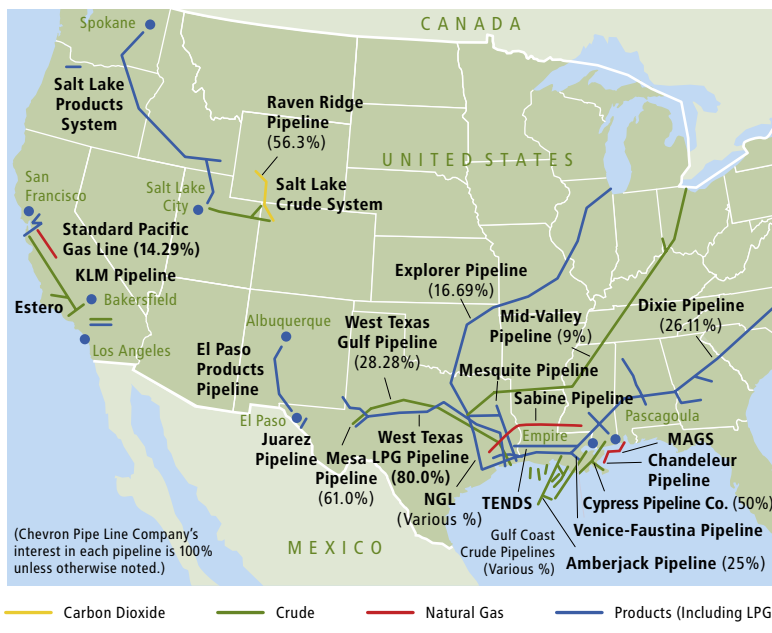 CANADA
Spokane
Salt Lake
Products
System
Raven Ridge
Pipeline
(56.3%)
UNITED STATES
San
Francisco
Salt Lake
City
Salt Lake
Crude System
Standard Pacific
Gas Line (14.29%)
KLM Pipeline
Estero
Bakersfield
Los Angeles
Explorer Pipeline
(16.69%)
Mid-Valley
Pipeline (9%)
Dixie Pipeline
(26.11%)
Albuquerque
West Texas
Gulf Pipeline
(28.28%)
El Paso
Products
Pipeline
Mesquite Pipeline
Sabine Pipeline
El Paso
Juarez
Pipeline
Mesa
Pipeline
(61.0%)
West Texas
LPG Pipeline
(80.0%)
Empire
Pascagoula
MAGS
Chandeleur
Pipeline
NGL
(Various %)
TENDS
Cypress Pipeline Co. (50%)
Venice-Faustina Pipeline
Gulf Coast
Crude Pipelines
(Various %)
Amberjack Pipeline (25%)
MEXICO
(Chevron Pipe Line Company's
interest in each pipeline is 100%
unless otherwise noted.)
Carbon Dioxide
Crude
Natural Gas
Products (Including LPG